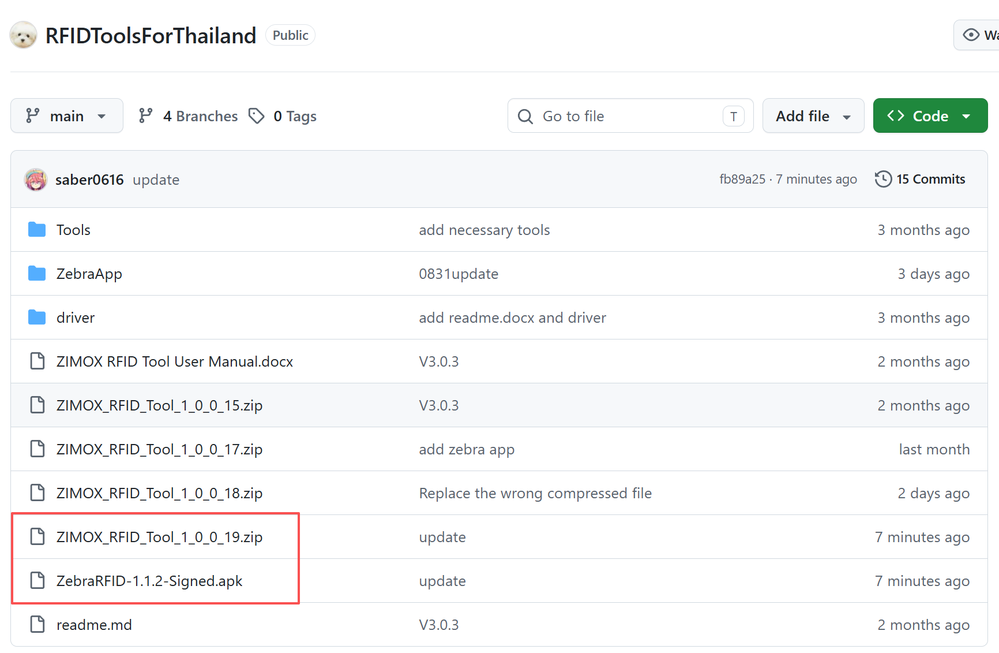 RFIDToolsForThailand Public
main 4 Branches 0 Tags Go to file T Add file Code
saber0616 update fb89a25 · 7 minutes ago 15 Commits
Tools add necessary tools 3 months ago
ZebraApp 0831update 3 days ago
driver add readme.docx and driver 3 months ago
ZIMOX RFID Tool User Manual.docx V3.0.3 2 months ago
ZIMOX_RFID_Tool_1_0_0_15.zip V3.0.3 2 months ago
ZIMOX_RFID_Tool_1_0_0_17.zip add zebra app last month
ZIMOX_RFID_Tool_1_0_0_18.zip Replace the wrong compressed file 2 days ago
ZIMOX_RFID_Tool_1_0_0_19.zip update 7 minutes ago
ZebraRFID-1.1.2-Signed.apk update 7 minutes ago
readme.md V3.0.3 2 months ago